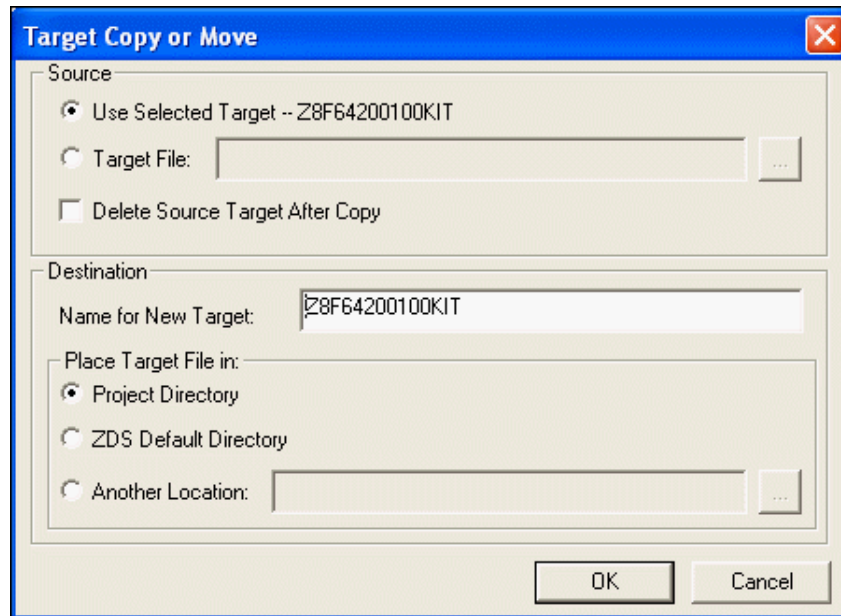 Target Copy or Move
Source
Use Selected Target -- Z8F64200100KIT
Target File:
...
Delete Source Target After Copy
Destination
Name for New Target:
Z8F64200100KIT
Place Target File in:
Project Directory
ZDS Default Directory
Another Location:
...
OK
Cancel